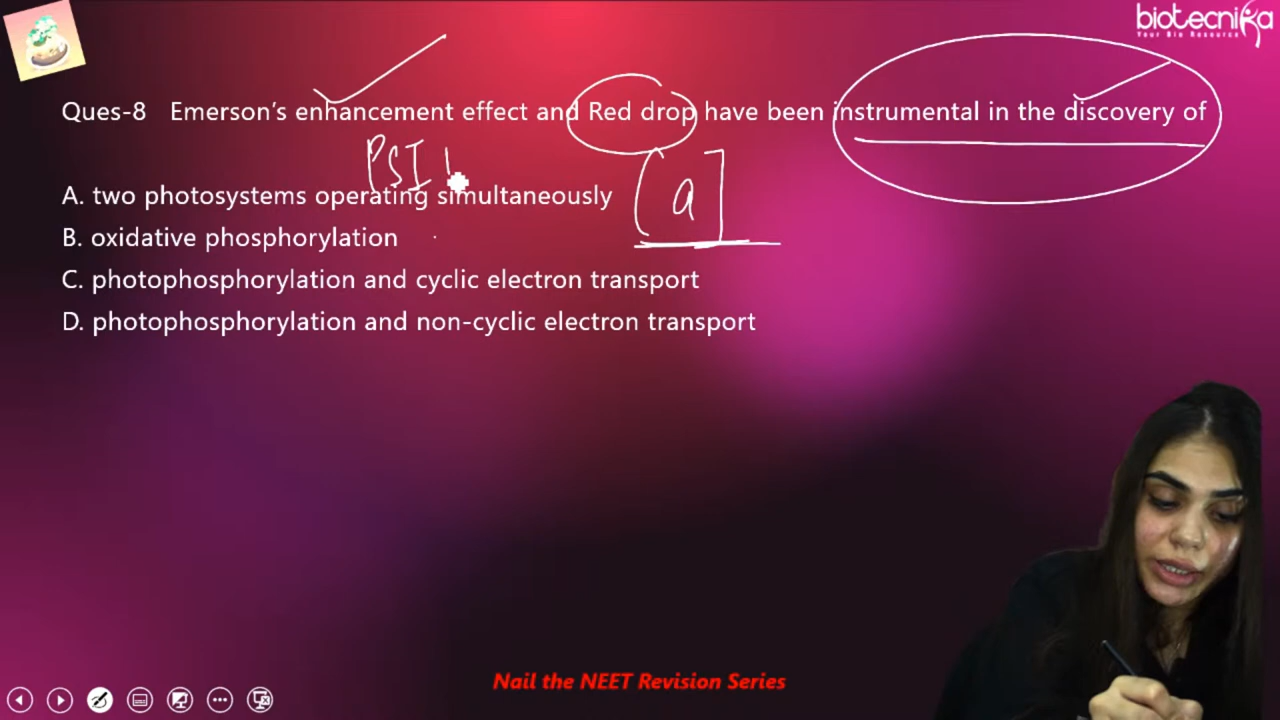 biotecnika
Your Bio Resource
Ques-8 Emerson's enhancement effect and Red drop have been instrumental in the discovery of
PSI
A. two photosystems operating simultaneously
[a]
B. oxidative phosphorylation
C. photophosphorylation and cyclic electron transport
D. photophosphorylation and non-cyclic electron transport
Nail the NEET Revision Series